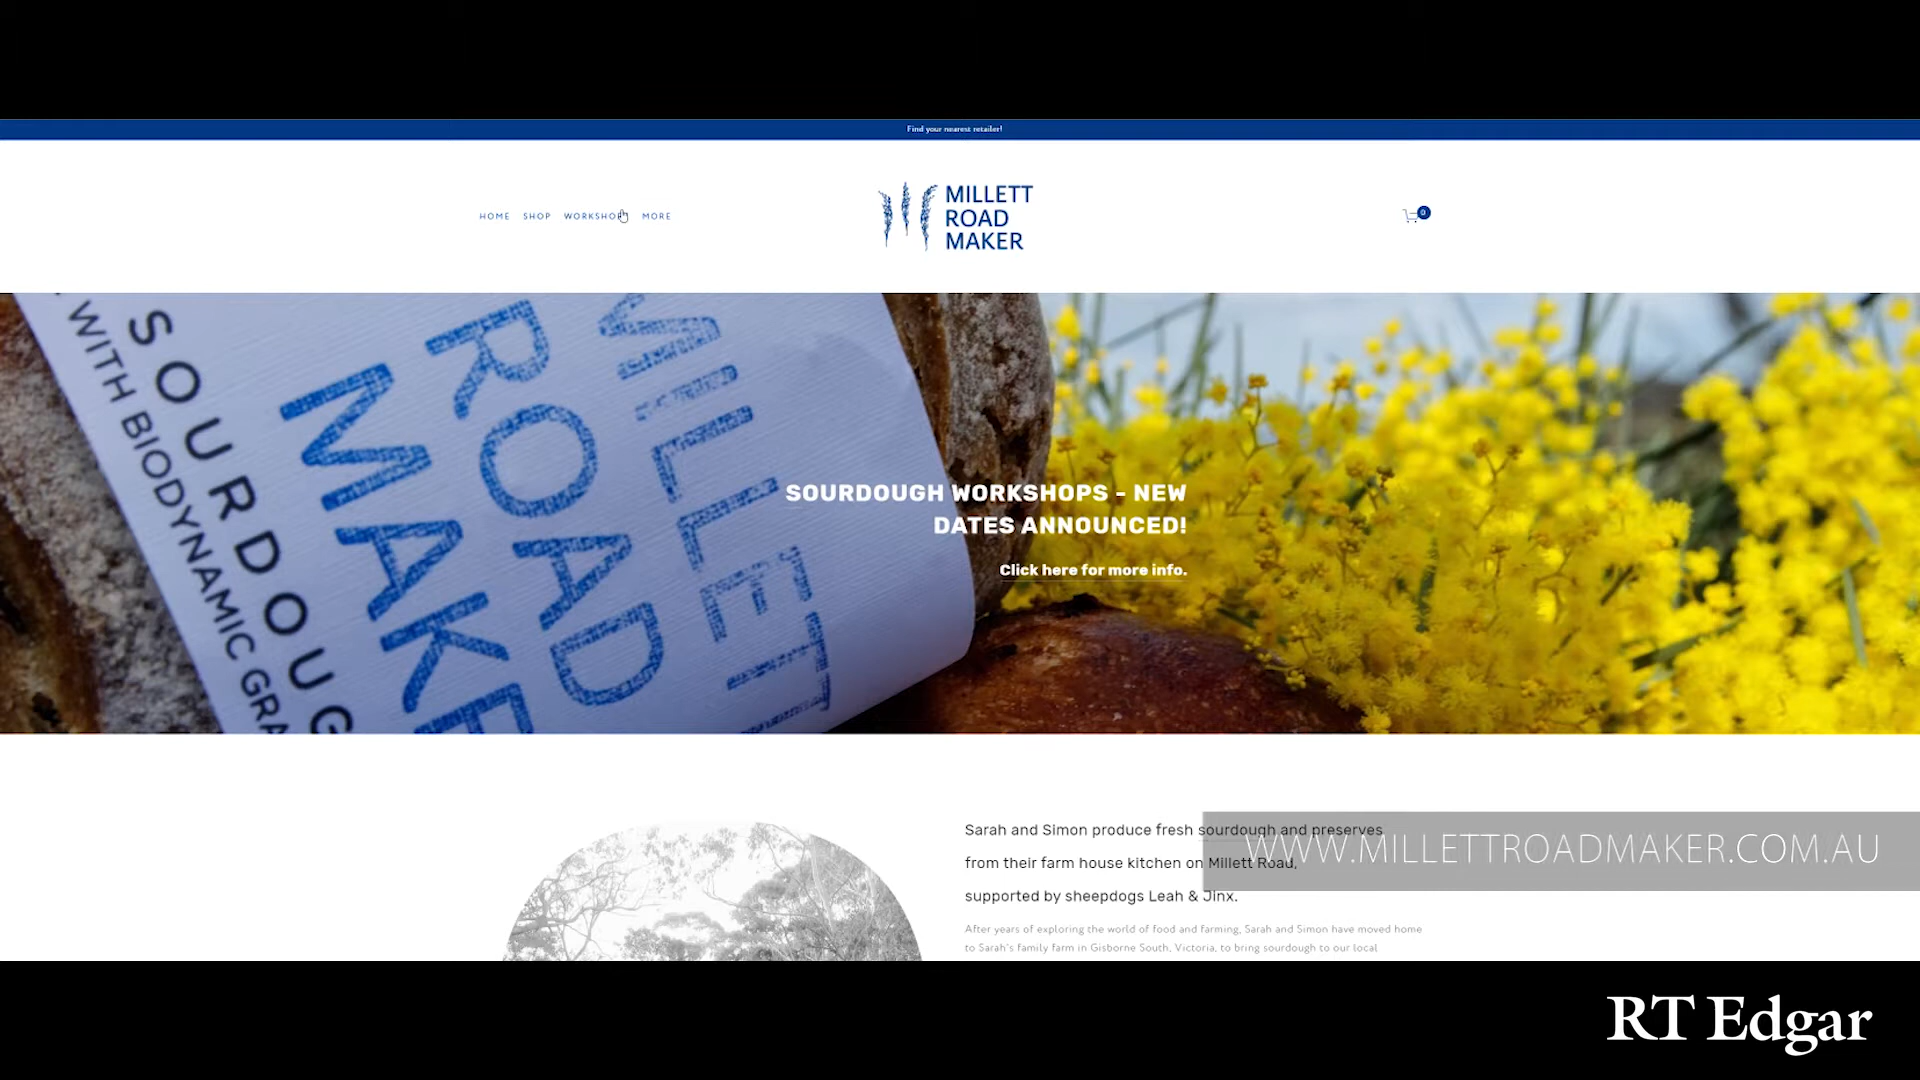 Find your nearest retailer!
HOME SHOP WORKSHOPS MORE
MILLETT
ROAD
MAKER
0
SOURDOUG
WITH BIODYNAMIC GRA
MILLETT
ROAD
MAKE
SOURDOUGH WORKSHOPS - NEW
DATES ANNOUNCED!
Click here for more info.
Sarah and Simon produce fresh sourdough and preserves
from their farm house kitchen on Millett Road,
supported by sheepdogs Leah & Jinx.
WWW.MILLETTROADMAKER.COM.AU
After years of exploring the world of food and farming, Sarah and Simon have moved home
to Sarah's family farm in Gisborne South, Victoria, to bring sourdough to our local
RT Edgar